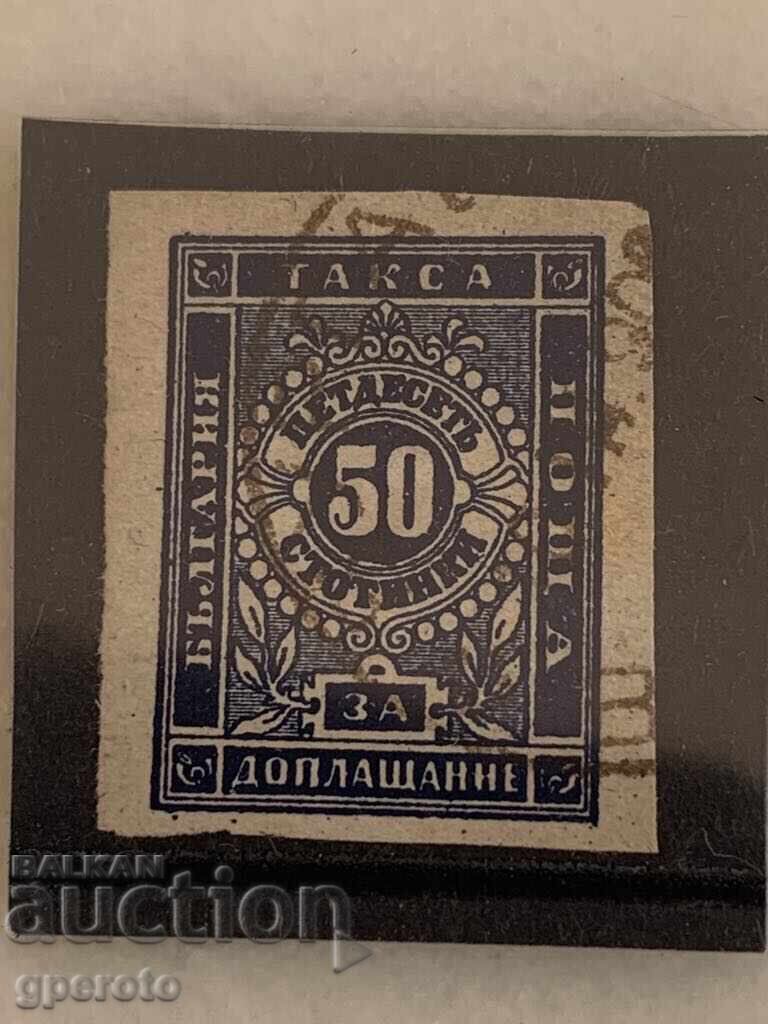 ТАКСА
БЪЛГАРИЯ
ПОЩА
ПЕТДЕСЕТЬ
50
СТОТИНКИ
ЗА
ДОПЛАЩАНИЕ
BALKAN
auction
gperoto